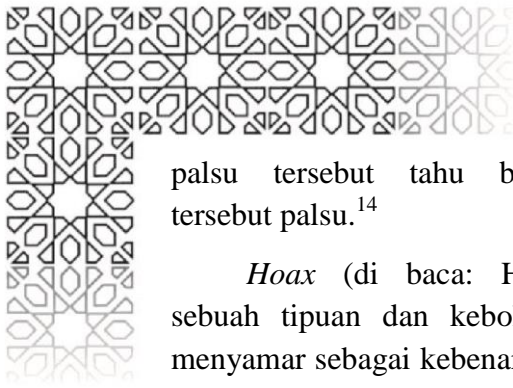 palsu tersebut tahu b
tersebut palsu.14
Hoax (di baca: H
sebuah tipuan dan kebo
menyamar sebagai kebena